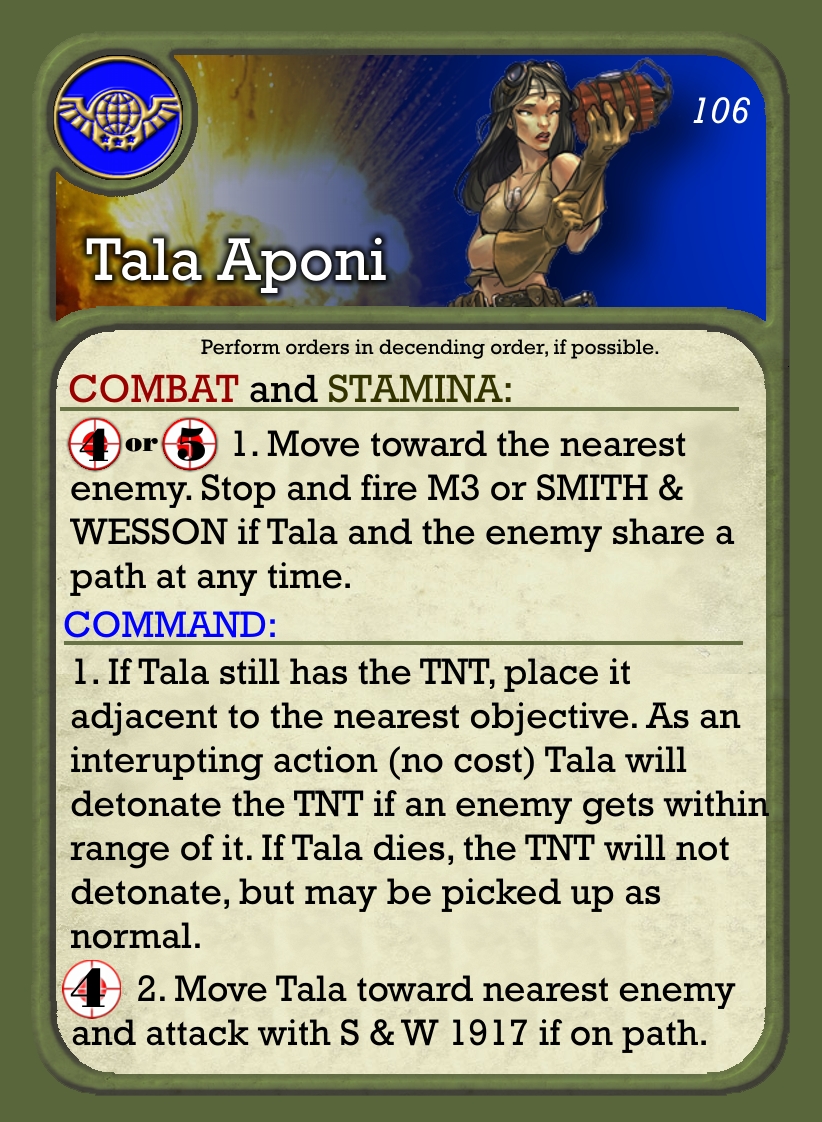 106
Tala Aponi
Perform orders in decending order, if possible.
COMBAT and STAMINA:
4 or 5 1. Move toward the nearest
enemy. Stop and fire M3 or SMITH &
WESSON if Tala and the enemy share a
path at any time.
COMMAND:
1. If Tala still has the TNT, place it
adjacent to the nearest objective. As an
interupting action (no cost) Tala will
detonate the TNT if an enemy gets within
range of it. If Tala dies, the TNT will not
detonate, but may be picked up as
normal.
4 2. Move Tala toward nearest enemy
and attack with S & W 1917 if on path.